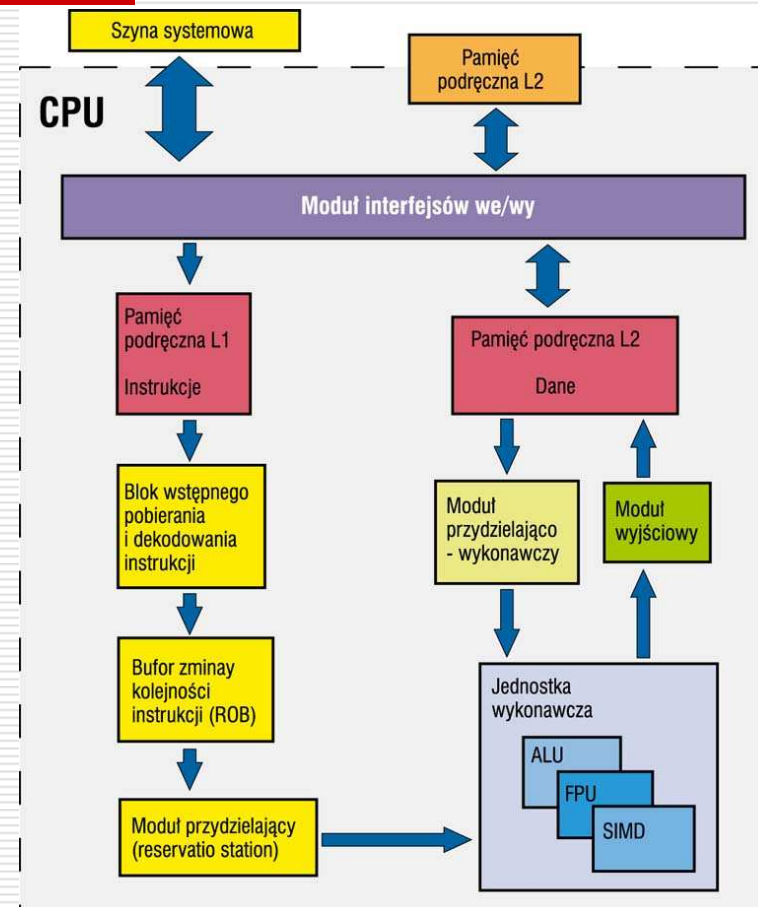 Szyna systemowa
Pamięć
podręczna L2
CPU
Moduł interfejsów we/wy
Pamięć
podręczna L1
Instrukcje
Pamięć podręczna L2
Dane
Blok wstępnego
pobierania
i dekodowania
instrukcji
Moduł
przydzielająco
- wykonawczy
Moduł
wyjściowy
Bufor zminay
kolejności
instrukcji (ROB)
Jednostka
wykonawcza
ALU
FPU
SIMD
Moduł przydzielający
(reservatio station)